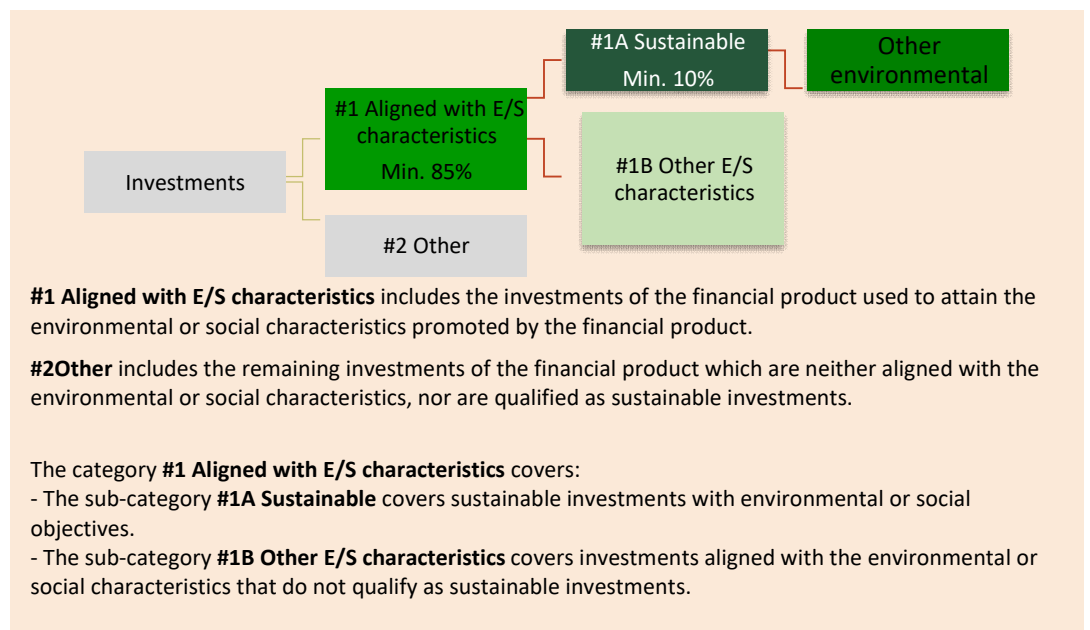 #1A Sustainable
Min. 10%
Other
environmental
#1 Aligned with E/S
characteristics
Min. 85%
#1B Other E/S
characteristics
Investments
#2 Other
#1 Aligned with E/S characteristics includes the investments of the financial product used to attain the
environmental or social characteristics promoted by the financial product.
#2Other includes the remaining investments of the financial product which are neither aligned with the
environmental or social characteristics, nor are qualified as sustainable investments.
The category #1 Aligned with E/S characteristics covers:
- The sub-category #1A Sustainable covers sustainable investments with environmental or social
objectives.
- The sub-category #1B Other E/S characteristics covers investments aligned with the environmental or
social characteristics that do not qualify as sustainable investments.